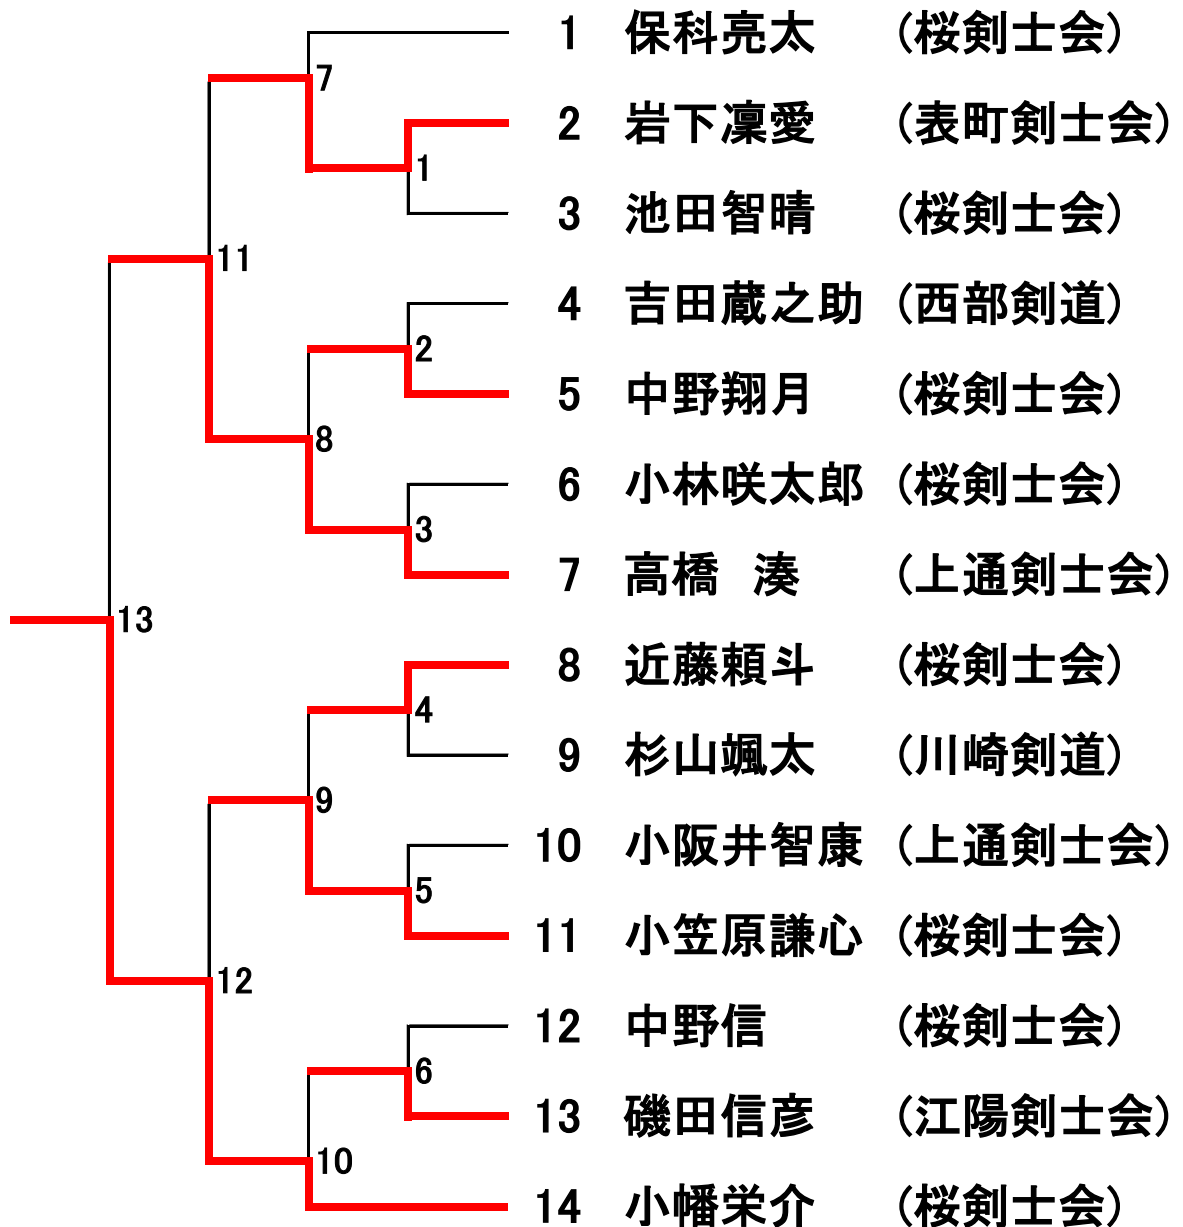 1 保科亮太 （桜剣士会）
7
2 岩下凜愛 （表町剣士会）
1
3 池田智晴 （桜剣士会）
11
4 吉田蔵之助 （西部剣道）
2
5 中野翔月 （桜剣士会）
8
6 小林咲太郎 （桜剣士会）
3
7 高橋 湊 （上通剣士会）
13
8 近藤頼斗 （桜剣士会）
4
9 杉山颯太 （川崎剣道）
9
10 小阪井智康 （上通剣士会）
5
11 小笠原謙心 （桜剣士会）
12
12 中野信 （桜剣士会）
6
13 磯田信彦 （江陽剣士会）
10
14 小幡栄介 （桜剣士会）